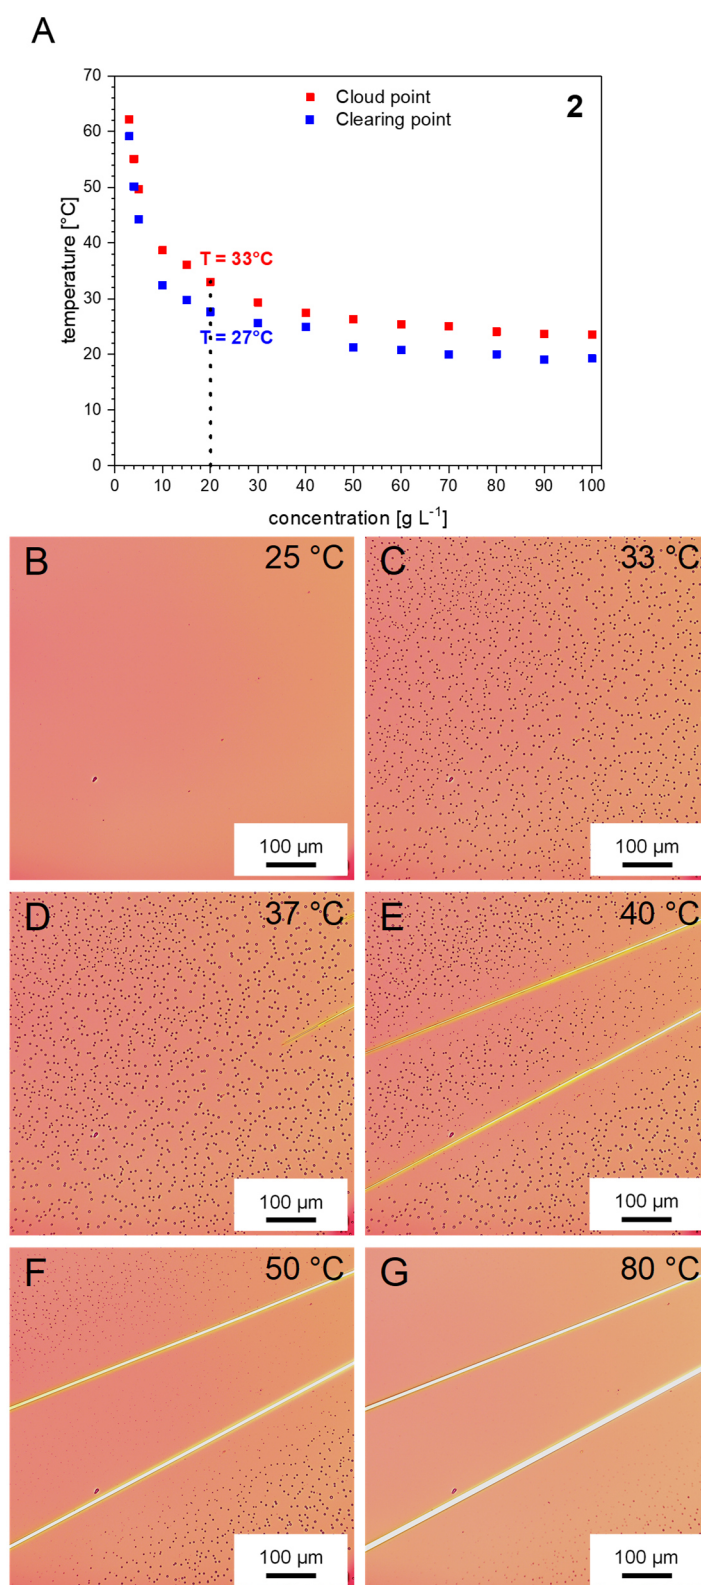 A
70
60
50
40
30
20
10
0
temperature [°C]
Cloud point
Clearing point
2
T = 33°C
T = 27°C
0 10 20 30 40 50 60 70 80 90 100
concentration [g L⁻¹]
B 25 °C
100 µm
C 33 °C
100 µm
D 37 °C
100 µm
E 40 °C
100 µm
F 50 °C
100 µm
G 80 °C
100 µm